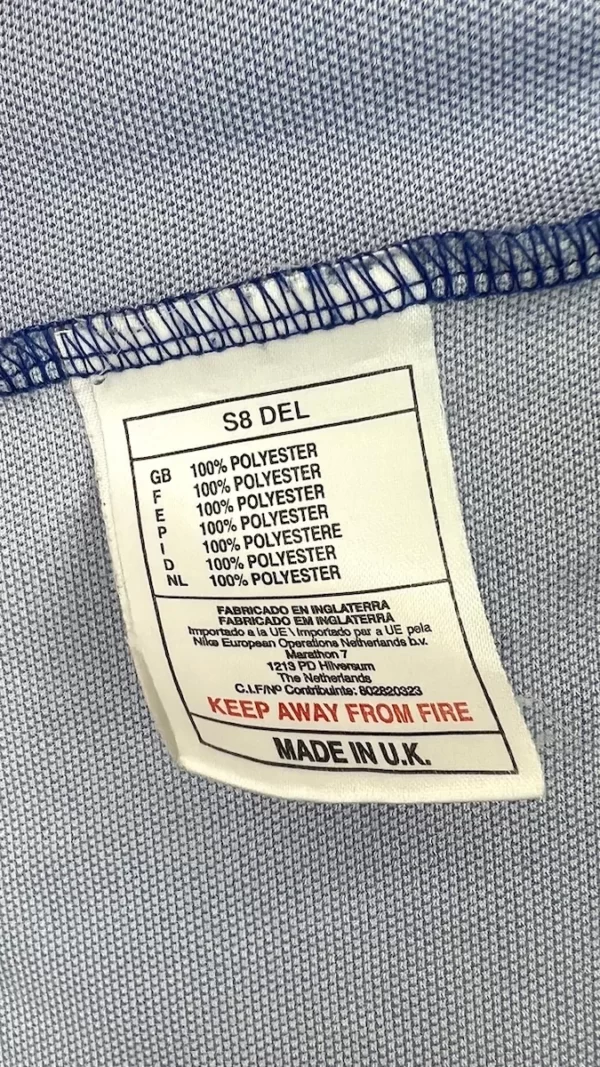 S8 DEL
GB 100% POLYESTER
F 100% POLYESTER
E 100% POLYESTER
P 100% POLYESTER
I 100% POLYESTERE
D 100% POLYESTER
NL 100% POLYESTER
FABRICADO EN INGLATERRA
FABRICADO EM INGLATERRA
Importado a la UE \ Importado par a UE pela
Nike European Operations Netherlands b.v.
Marathon 7
1213 PD Hilversum
The Netherlands
C.I.F/Nº Contribuinte: 802820323
KEEP AWAY FROM FIRE
MADE IN U.K.